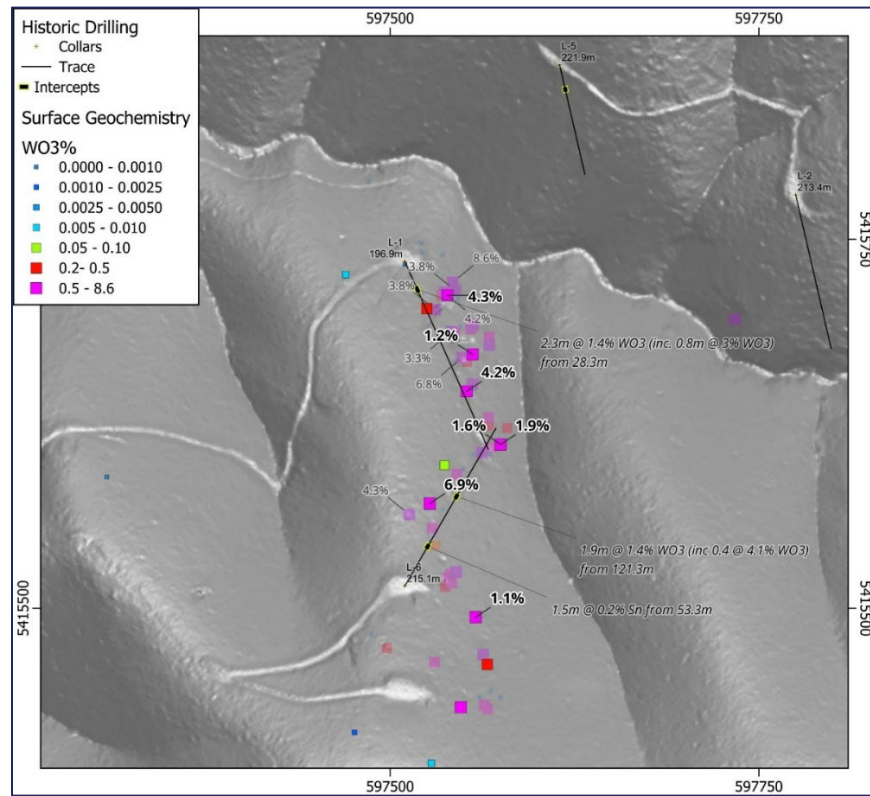 597500
597750
Historic Drilling
Collars
Trace
Intercepts
Surface Geochemistry
WO3%
0.0000 - 0.0010
0.0010 - 0.0025
0.0025 - 0.0050
0.005 - 0.010
0.05 - 0.10
0.2- 0.5
0.5 - 8.6
L-5
221.9m
L-2
213.4m
5415750
5415750
L-1
196.9m
3.8%
8.6%
3.8%
4.3%
4.2%
2.3m @ 1.4% WO3 (inc. 0.8m @ 3% WO3)
from 28.3m
1.2%
3.3%
6.8%
4.2%
1.6%
1.9%
6.9%
4.3%
1.9m @ 1.4% WO3 (inc 0.4 @ 4.1% WO3)
from 121.3m
L-6
215.1m
1.5m @ 0.2% Sn from 53.3m
1.1%
5415500
5415500
597500
597750